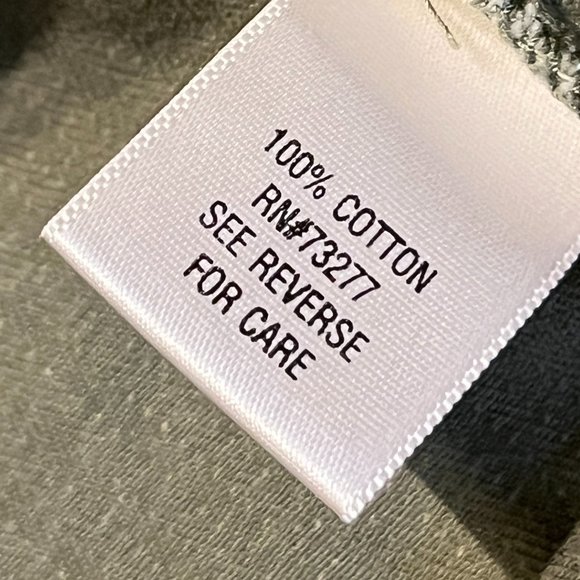 100% COTTON
RN#73277
SEE REVERSE
FOR CARE